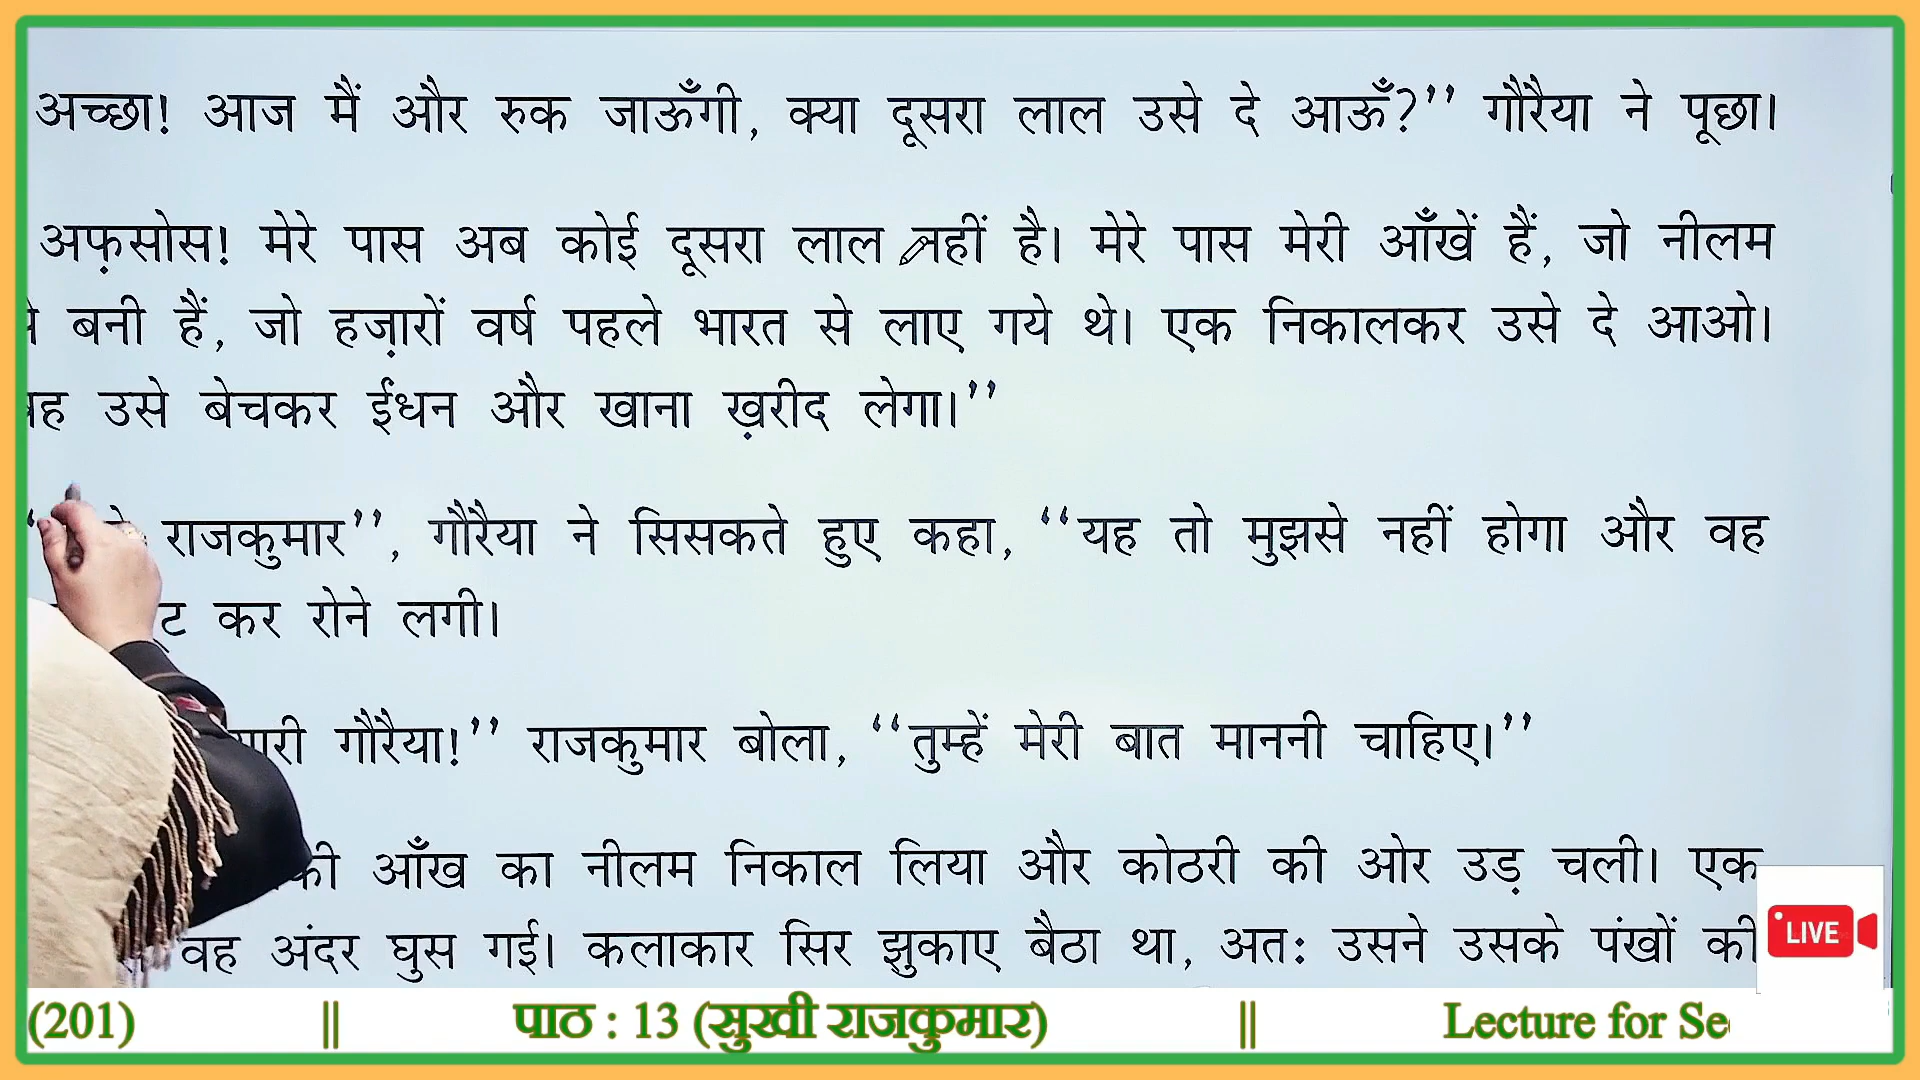 अच्छा! आज मैं और रुक जाऊँगी, क्या दूसरा लाल उसे दे आऊँ?’’ गौरैया ने पूछा।
अफ़सोस! मेरे पास अब कोई दूसरा लाल नहीं है। मेरे पास मेरी आँखें हैं, जो नीलम
बनी हैं, जो हज़ारों वर्ष पहले भारत से लाए गये थे। एक निकालकर उसे दे आओ।
उसे बेचकर ईंधन और खाना ख़रीद लेगा।’’
राजकुमार’’, गौरैया ने सिसकते हुए कहा, ‘‘यह तो मुझसे नहीं होगा और वह
कर रोने लगी।
गौरैया!’’ राजकुमार बोला, ‘‘तुम्हें मेरी बात माननी चाहिए।’’
की आँख का नीलम निकाल लिया और कोठरी की ओर उड़ चली। एक
वह अंदर घुस गई। कलाकार सिर झुकाए बैठा था, अतः उसने उसके पंखों की
LIVE
(201) || पाठ : 13 (सुखी राजकुमार) || Lecture for